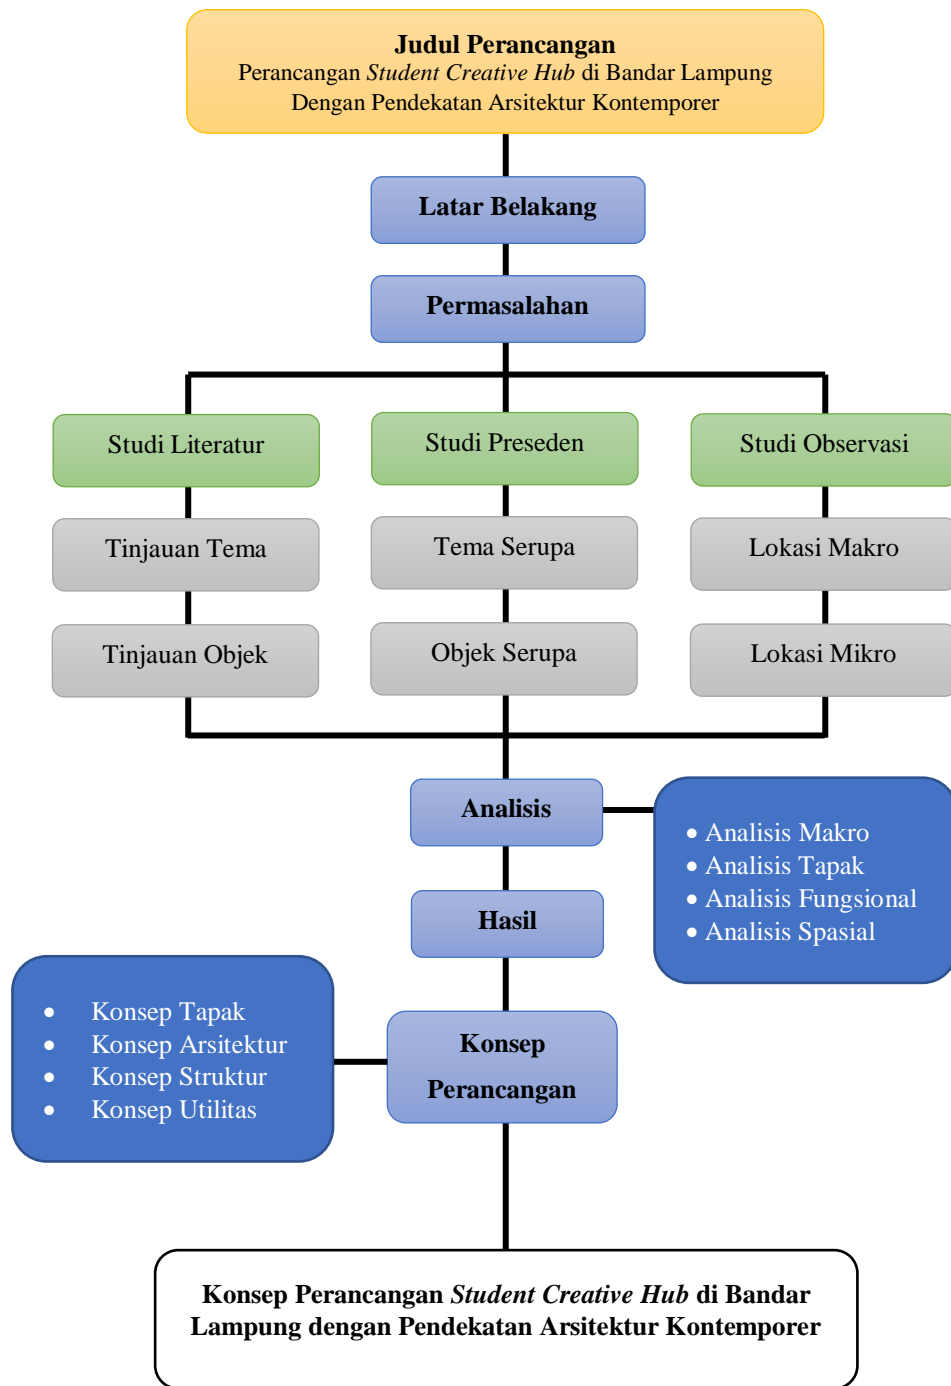 Judul Perancangan
Perancangan Student Creative Hub di Bandar Lampung
Dengan Pendekatan Arsitektur Kontemporer
Latar Belakang
Permasalahan
Studi Literatur
Studi Preseden
Studi Observasi
Tinjauan Tema
Tema Serupa
Lokasi Makro
Tinjauan Objek
Objek Serupa
Lokasi Mikro
Analisis
• Analisis Makro
• Analisis Tapak
• Analisis Fungsional
• Analisis Spasial
Hasil
• Konsep Tapak
• Konsep Arsitektur
• Konsep Struktur
• Konsep Utilitas
Konsep
Perancangan
Konsep Perancangan Student Creative Hub di Bandar
Lampung dengan Pendekatan Arsitektur Kontemporer